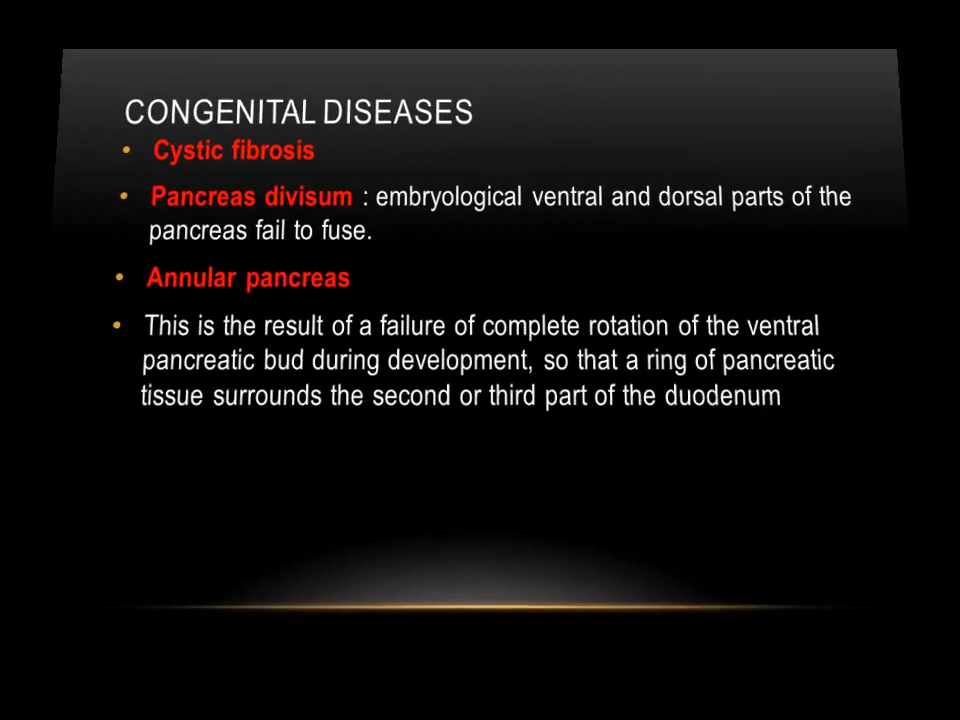 CONGENITAL DISEASES
• Cystic fibrosis
• Pancreas divisum : embryological ventral and dorsal parts of the
pancreas fail to fuse.
• Annular pancreas
• This is the result of a failure of complete rotation of the ventral
pancreatic bud during development, so that a ring of pancreatic
tissue surrounds the second or third part of the duodenum